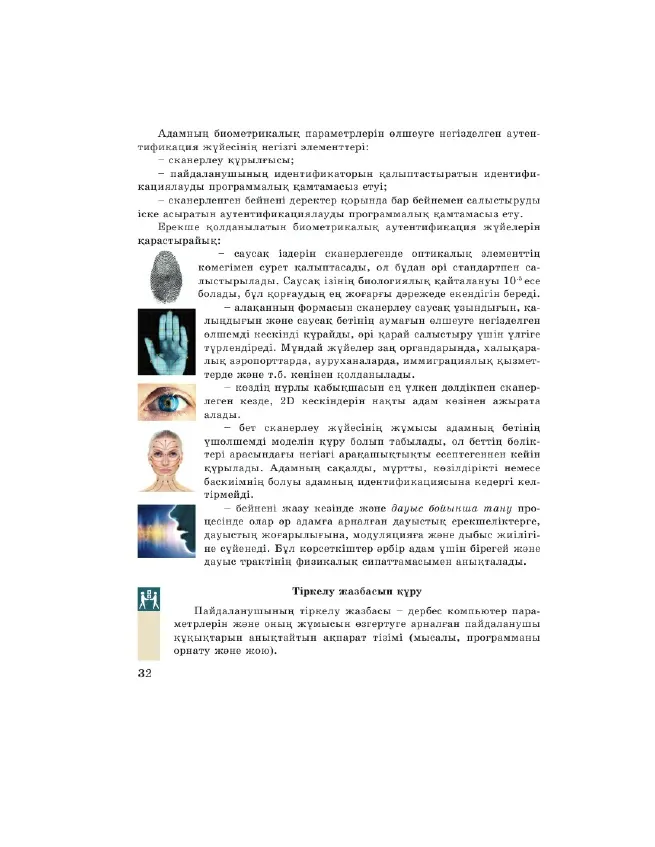 Адамның биометрикалық параметрлерін өлшеуге негізделген аутен-
тификация жүйесінің негізгі элементтері:
– сканерлеу құрылғысы;
– пайдаланушының идентификаторын қалыптастыратын идентифи-
кациялауды программалық қамтамасыз етуі;
– сканерленген бейнені деректер қорында бар бейнемен салыстыруды
іске асыратын аутентификациялауды программалық қамтамасыз ету.
Ерекше қолданылатын биометрикалық аутентификация жүйелерін
қарастырайық:
– саусақ іздерін сканерлегенде оптикалық элементтің
көмегімен сурет қалыптасады, ол бұдан әрі стандартпен са-
лыстырылады. Саусақ ізінің биологиялық қайталануы 10⁻⁵ есе
болады, бұл қорғаудың ең жоғарғы дәрежеде екендігін береді.
– алақанның формасын сканерлеу саусақ ұзындығын, қа-
лыңдығын және саусақ бетінің аумағын өлшеуге негізделген
өлшемді кескінді құрайды, әрі қарай салыстыру үшін үлгіге
түрлендіреді. Мұндай жүйелер заң органдарында, халықара-
лық аэропорттарда, ауруханаларда, иммиграциялық қызмет-
терде және т.б. кеңінен қолданылады.
– көздің нұрлы қабықшасын ең үлкен дәлдікпен сканер-
леген кезде, 2D кескіндерін нақты адам көзінен ажырата
алады.
– бет сканерлеу жүйесінің жұмысы адамның бетінің
үшөлшемді моделін құру болып табылады, ол беттің бөлік-
тері арасындағы негізгі арақашықтықты есептегеннен кейін
құрылады. Адамның сақалды, мұртты, көзілдірікті немесе
баскиімнің болуы адамның идентификациясына кедергі кел-
тірмейді.
– бейнені жазу кезінде және дауыс бойынша тану про-
цесінде олар әр адамға арналған дауыстық ерекшеліктерге,
дауыстың жоғарылығына, модуляцияға және дыбыс жиілігі-
не сүйенеді. Бұл көрсеткіштер әрбір адам үшін бірегей және
дауыс трактінің физикалық сипаттамасымен анықталады.
Тіркелу жазбасын құру
Пайдаланушының тіркелу жазбасы – дербес компьютер пара-
метрлерін және оның жұмысын өзгертуге арналған пайдаланушы
құқықтарын анықтайтын ақпарат тізімі (мысалы, программаны
орнату және жою).
32